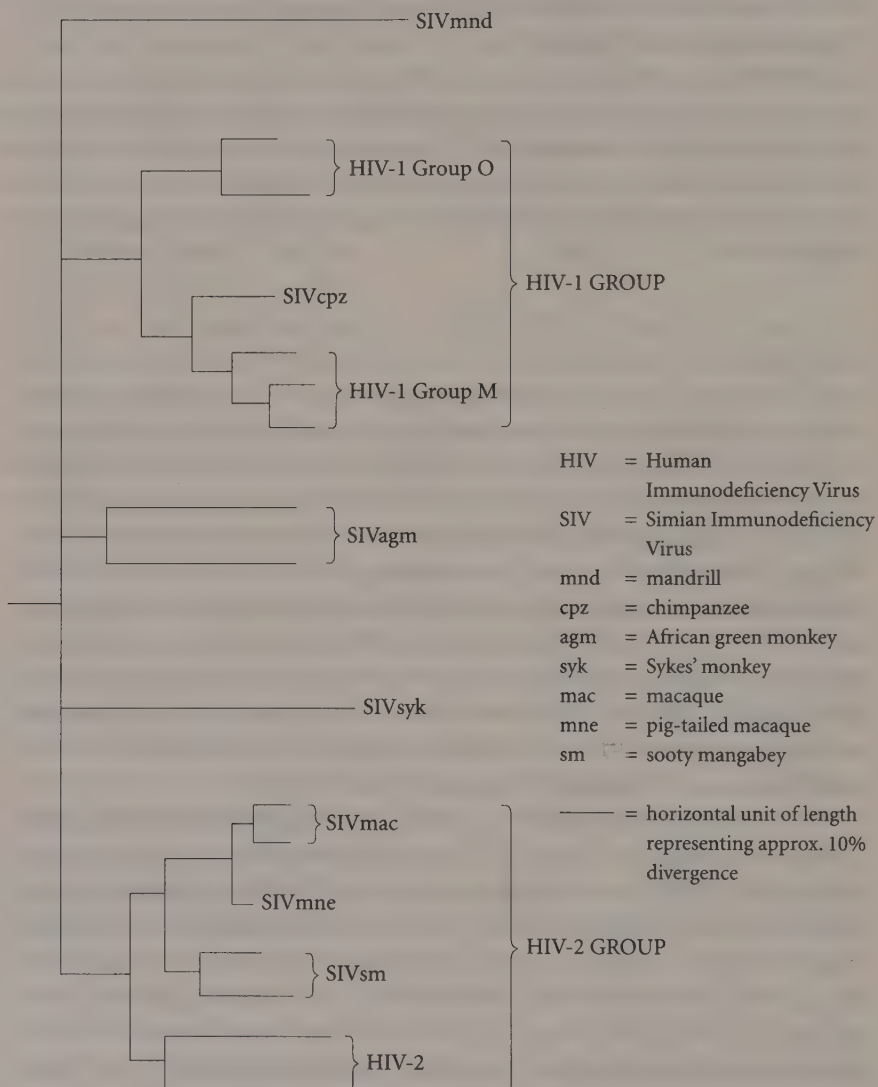 SIVmnd
HIV-1 Group O
HIV-1 GROUP
SIVcpz
HIV-1 Group M
HIV = Human
Immunodeficiency Virus
SIV = Simian Immunodeficiency
Virus
mnd = mandrill
cpz = chimpanzee
agm = African green monkey
syk = Sykes' monkey
mac = macaque
mne = pig-tailed macaque
sm = sooty mangabey
= horizontal unit of length
representing approx. 10%
divergence
SIVagm
SIVsyk
SIVmac
SIVmne
HIV-2 GROUP
SIVsm
HIV-2